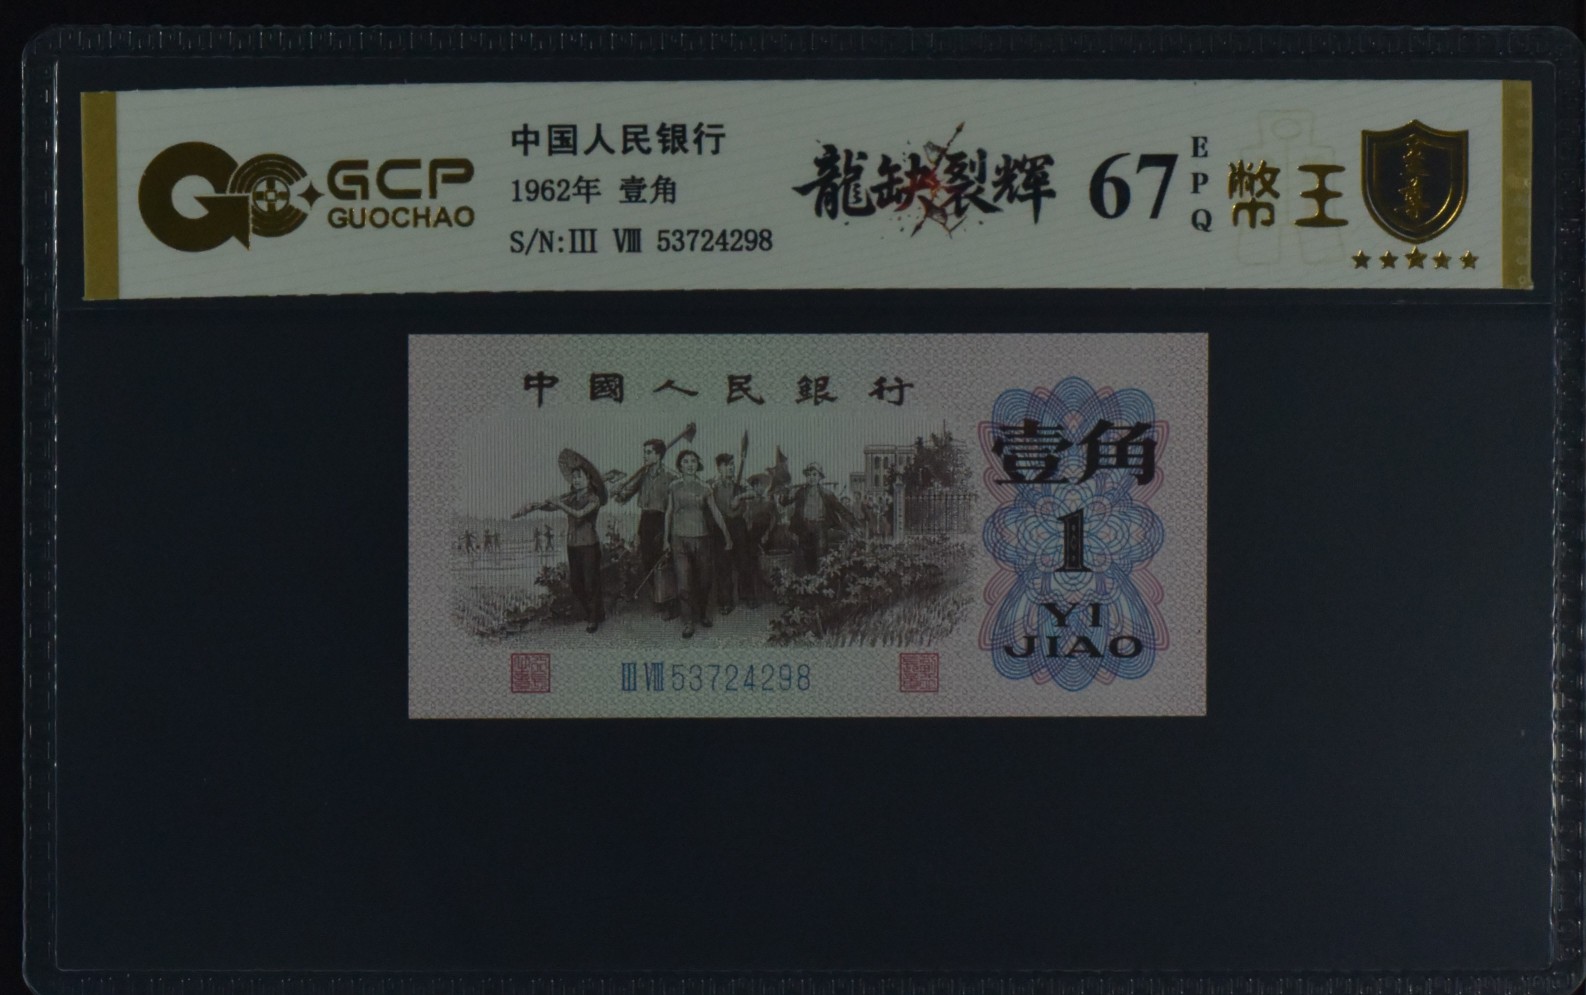 GCP
GUOCHAO
中国人民银行
1962年 壹角
S/N:III VIII 53724298
龍缺裂辉
67
EPQ
幣王
★★★★★
中國人民銀行
壹角
1
YI
JIAO
III VIII 53724298